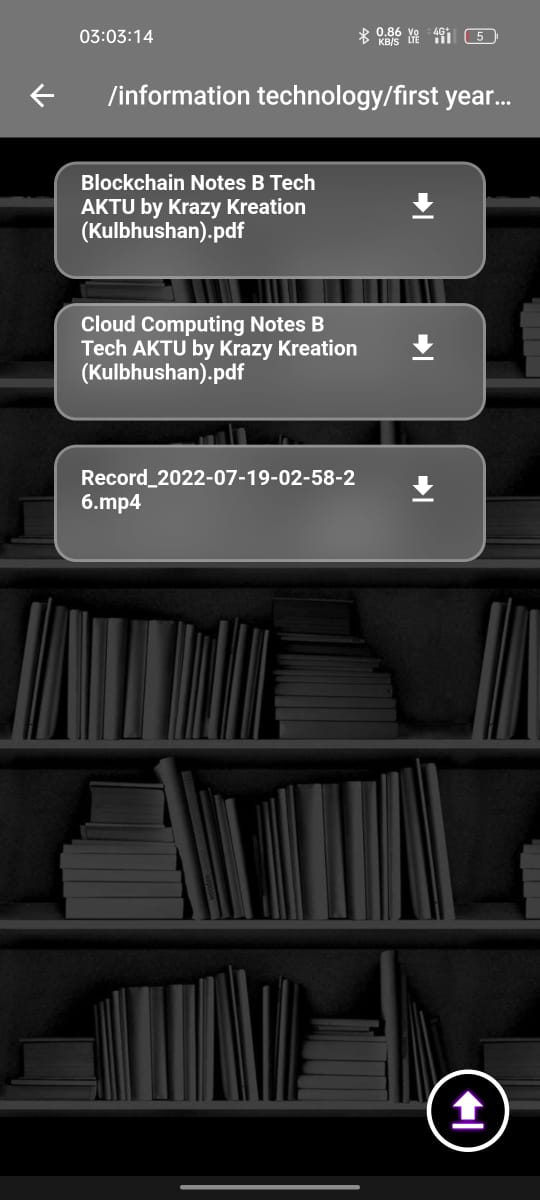 03:03:14
0.86 KB/S Vo LTE 4G+ 5
/information technology/first year...
Blockchain Notes B Tech
AKTU by Krazy Kreation
(Kulbhushan).pdf
Cloud Computing Notes B
Tech AKTU by Krazy Kreation
(Kulbhushan).pdf
Record_2022-07-19-02-58-2
6.mp4